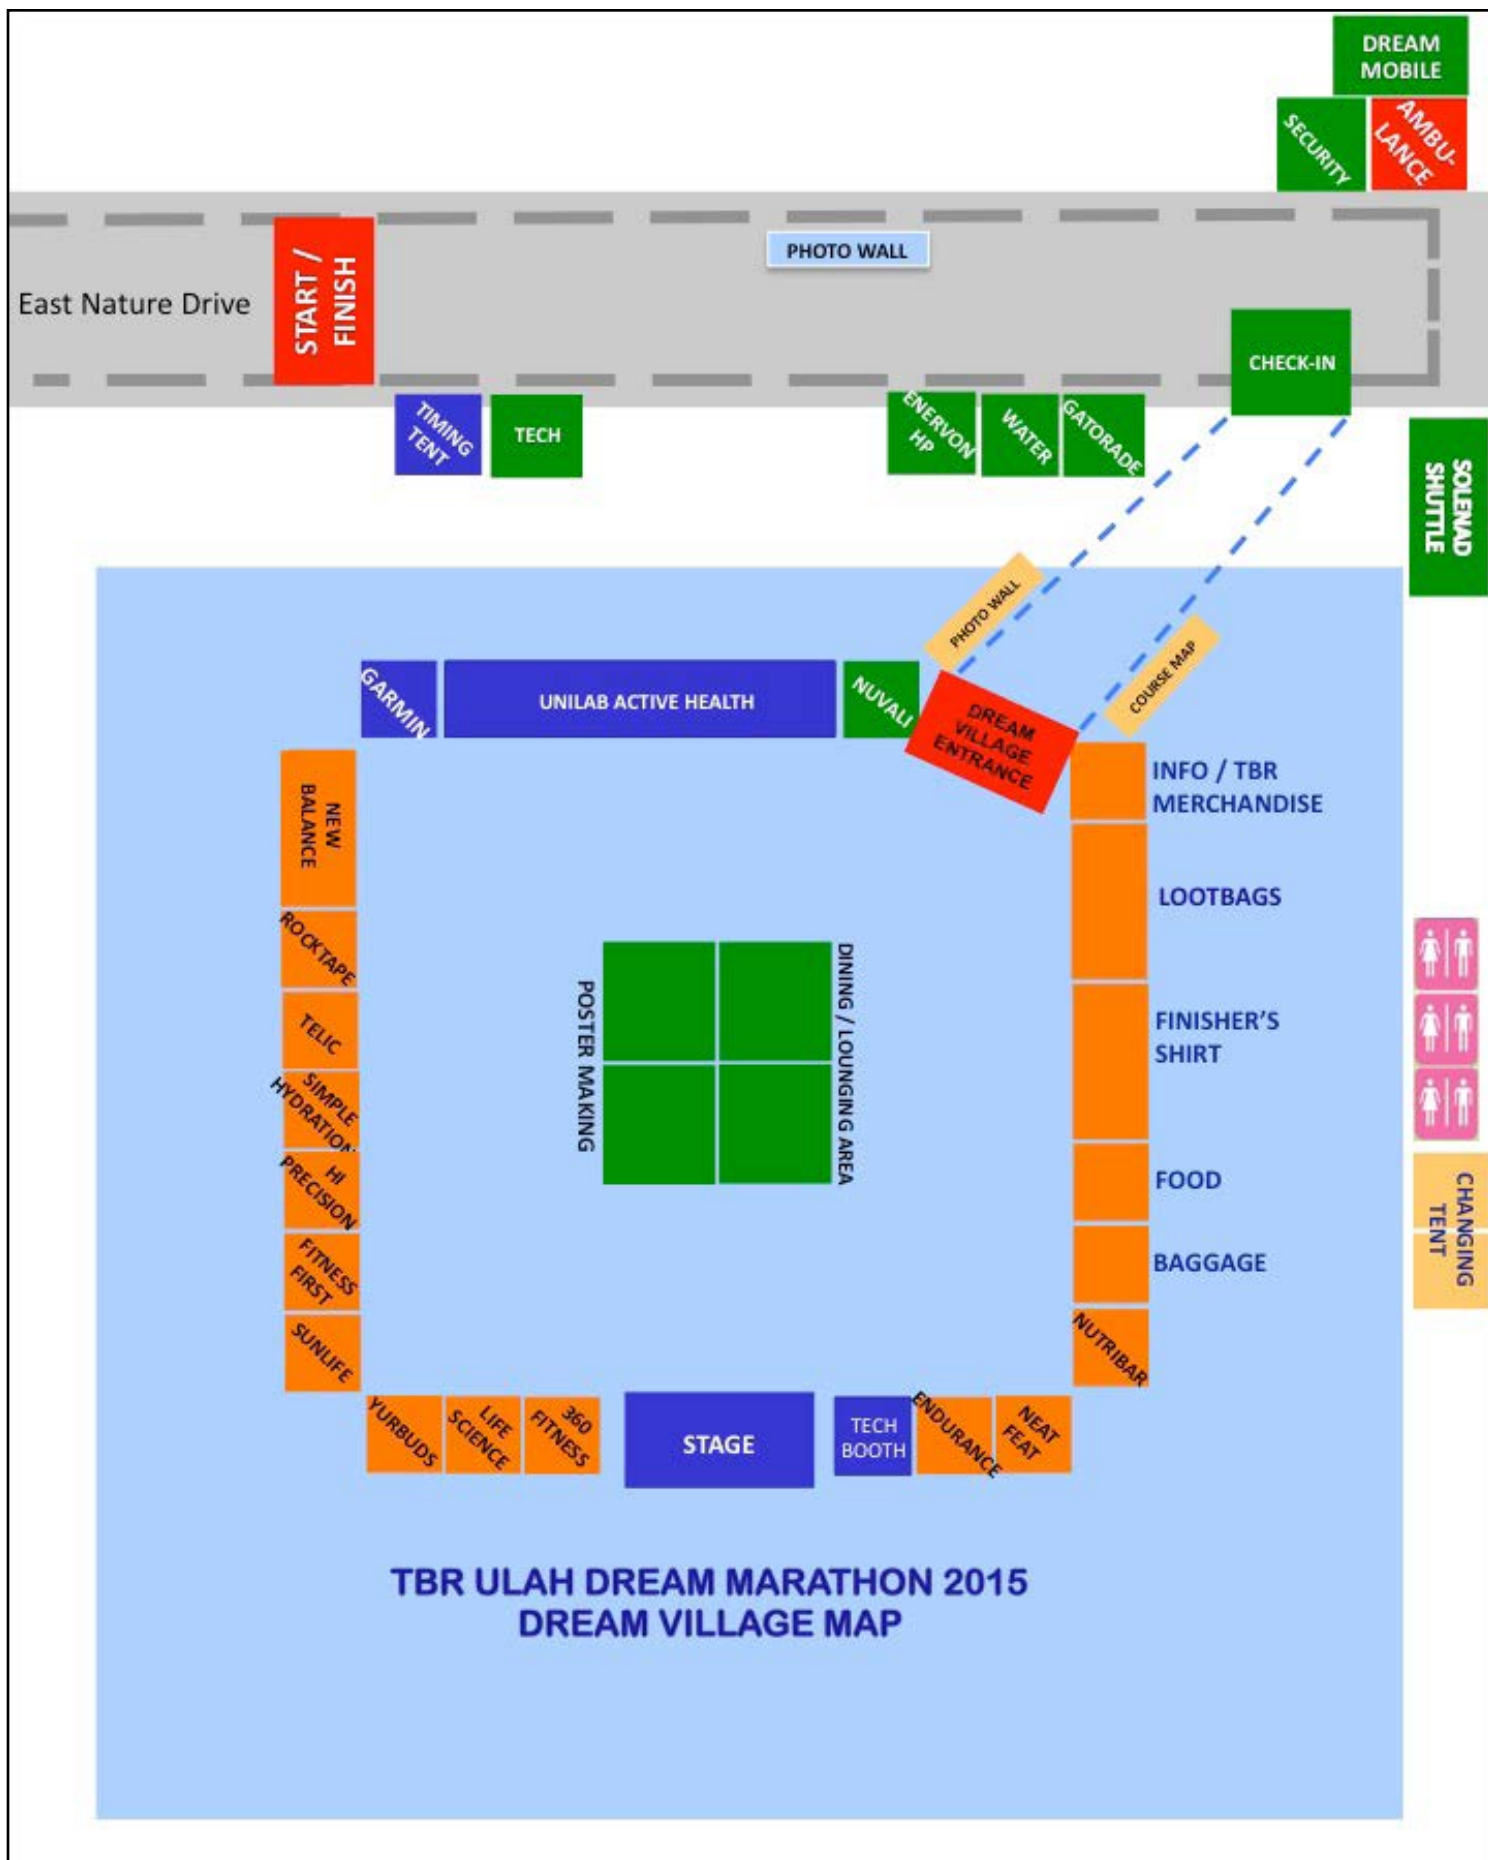 DREAM
MOBILE
SECURITY
AMBU-
LANCE
PHOTO WALL
START /
FINISH
East Nature Drive
CHECK-IN
TIMING
TENT
TECH
ENERVON
HP
WATER
GATORADE
SOLENAD
SHUTTLE
PHOTO WALL
COURSE MAP
GARMIN
UNILAB ACTIVE HEALTH
NUVALI
DREAM
VILLAGE
ENTRANCE
INFO / TBR
MERCHANDISE
NEW
BALANCE
LOOTBAGS
ROCKTAPE
POSTER MAKING
DINING / LOUNGING AREA
TELIC
FINISHER'S
SHIRT
SIMPLE
HYDRATION
HI
PRECISION
FOOD
CHANGING
TENT
FITNESS
FIRST
BAGGAGE
SUNLIFE
NUTRIBAR
YURBUDS
LIFE
SCIENCE
360
FITNESS
STAGE
TECH
BOOTH
ENDURANCE
NEAT
FEAT
TBR ULAH DREAM MARATHON 2015
DREAM VILLAGE MAP